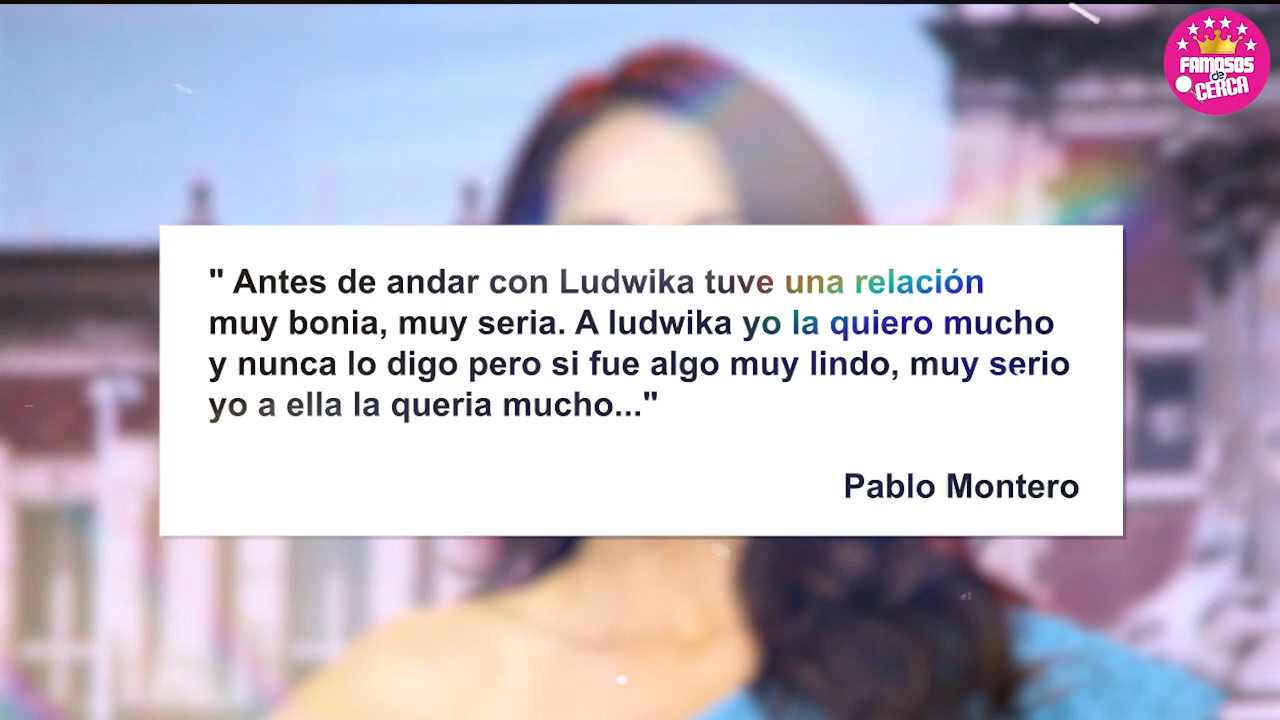 FAMOSOS
de
CERCA
" Antes de andar con Ludwika tuve una relación
muy bonia, muy seria. A ludwika yo la quiero mucho
y nunca lo digo pero si fue algo muy lindo, muy serio
yo a ella la queria mucho..."
Pablo Montero